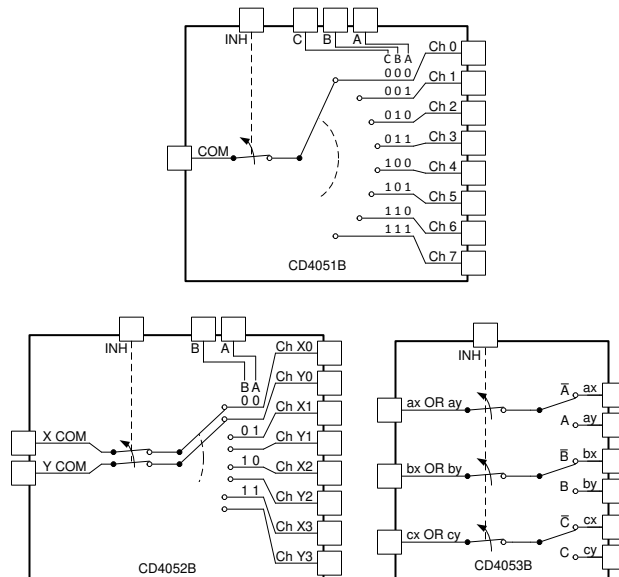 INH C B A
C B A
0 0 0 Ch 0
0 0 1 Ch 1
0 1 0 Ch 2
0 1 1 Ch 3
COM
1 0 0 Ch 4
1 0 1 Ch 5
1 1 0 Ch 6
1 1 1 Ch 7
CD4051B
INH B A
B A
Ch X0
0 0 Ch Y0
0 1 Ch X1
Ch Y1
X COM
1 0 Ch X2
Y COM
Ch Y2
1 1 Ch X3
Ch Y3
CD4052B
INH
ax OR ay A̅ ax
A ay
bx OR by B̅ bx
B by
cx OR cy C̅ cx
C cy
CD4053B